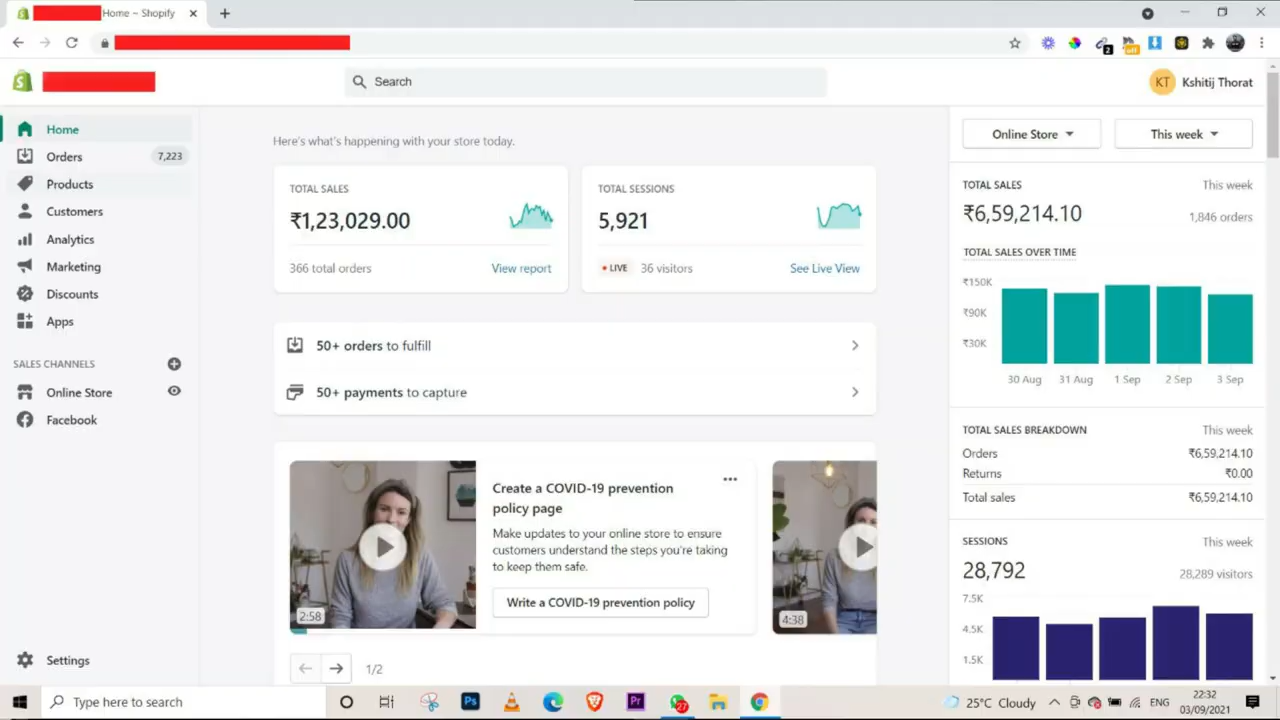 Home ~ Shopify
2
off
Search
KT
Kshitij Thorat
Home
Orders
7,223
Products
Customers
Analytics
Marketing
Discounts
Apps
SALES CHANNELS
Online Store
Facebook
Settings
Here's what's happening with your store today.
TOTAL SALES
₹1,23,029.00
366 total orders
View report
TOTAL SESSIONS
5,921
LIVE
36 visitors
See Live View
50+ orders to fulfill
50+ payments to capture
2:58
Create a COVID-19 prevention
policy page
Make updates to your online store to ensure
customers understand the steps you're taking
to keep them safe.
Write a COVID-19 prevention policy
4:38
1/2
Online Store
This week
TOTAL SALES
This week
₹6,59,214.10
1,846 orders
TOTAL SALES OVER TIME
₹150K
₹90K
₹30K
30 Aug
31 Aug
1 Sep
2 Sep
3 Sep
TOTAL SALES BREAKDOWN
This week
Orders
₹6,59,214.10
Returns
₹0.00
Total sales
₹6,59,214.10
SESSIONS
This week
28,792
28,289 visitors
7.5K
4.5K
1.5K
Type here to search
Ps
Pr
27
25°C Cloudy
ENG
22:32
03/09/2021